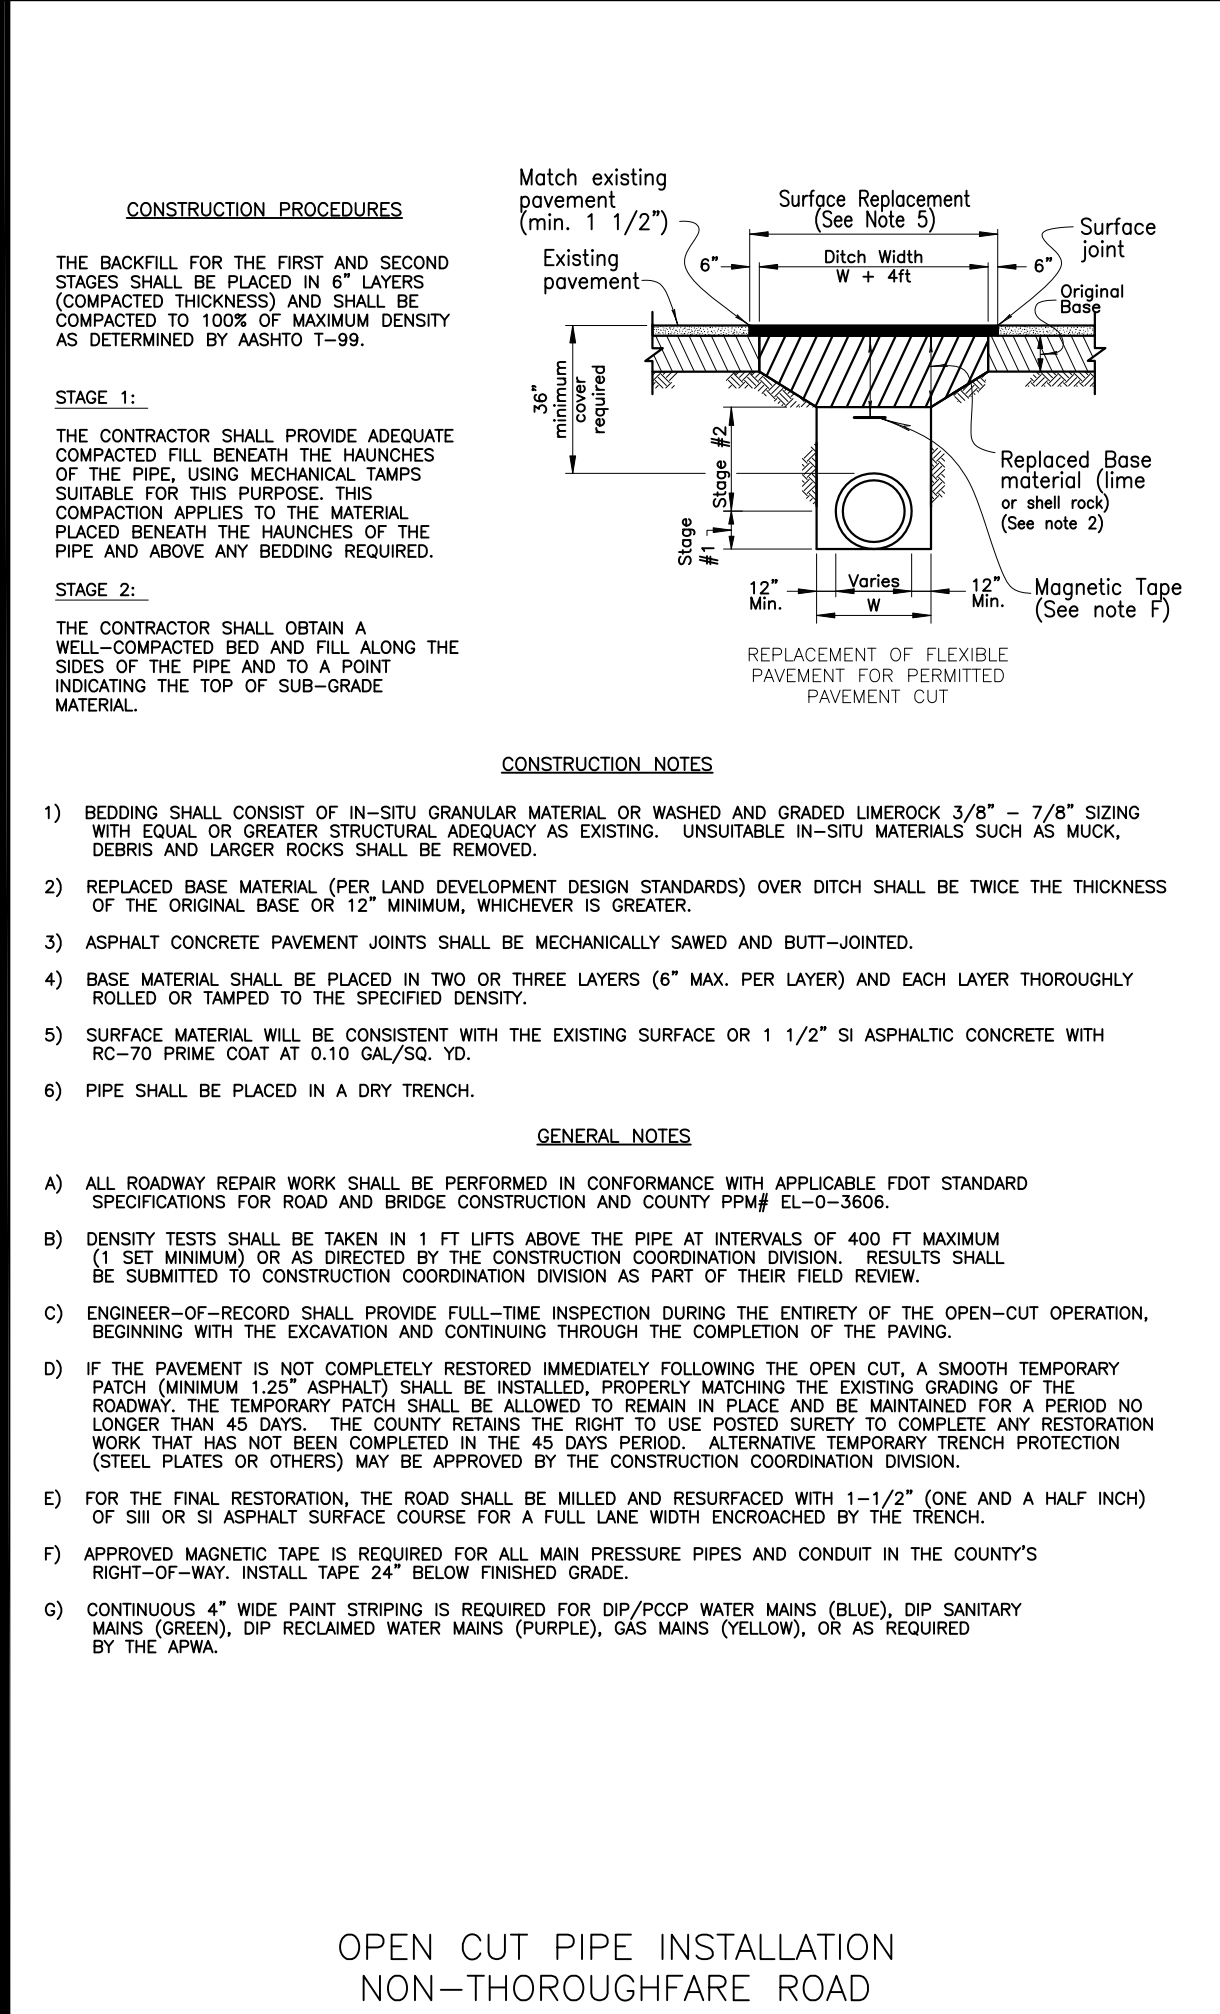 CONSTRUCTION PROCEDURES
THE BACKFILL FOR THE FIRST AND SECOND
STAGES SHALL BE PLACED IN 6" LAYERS
(COMPACTED THICKNESS) AND SHALL BE
COMPACTED TO 100% OF MAXIMUM DENSITY
AS DETERMINED BY AASHTO T-99.
STAGE 1:
THE CONTRACTOR SHALL PROVIDE ADEQUATE
COMPACTED FILL BENEATH THE HAUNCHES
OF THE PIPE, USING MECHANICAL TAMPS
SUITABLE FOR THIS PURPOSE. THIS
COMPACTION APPLIES TO THE MATERIAL
PLACED BENEATH THE HAUNCHES OF THE
PIPE AND ABOVE ANY BEDDING REQUIRED.
STAGE 2:
THE CONTRACTOR SHALL OBTAIN A
WELL-COMPACTED BED AND FILL ALONG THE
SIDES OF THE PIPE AND TO A POINT
INDICATING THE TOP OF SUB-GRADE
MATERIAL.
Match existing
pavement
(min. 1 1/2")
Existing
pavement
Surface Replacement
(See Note 5)
Surface
joint
6"
Ditch Width
W + 4ft
6"
Original
Base
36"
minimum
cover
required
Stage #2
Stage
#1
Replaced Base
material (lime
or shell rock)
(See note 2)
12"
Min.
Varies
W
12"
Min.
Magnetic Tape
(See note F)
REPLACEMENT OF FLEXIBLE
PAVEMENT FOR PERMITTED
PAVEMENT CUT
CONSTRUCTION NOTES
1) BEDDING SHALL CONSIST OF IN-SITU GRANULAR MATERIAL OR WASHED AND GRADED LIMEROCK 3/8" – 7/8" SIZING
WITH EQUAL OR GREATER STRUCTURAL ADEQUACY AS EXISTING. UNSUITABLE IN-SITU MATERIALS SUCH AS MUCK,
DEBRIS AND LARGER ROCKS SHALL BE REMOVED.
2) REPLACED BASE MATERIAL (PER LAND DEVELOPMENT DESIGN STANDARDS) OVER DITCH SHALL BE TWICE THE THICKNESS
OF THE ORIGINAL BASE OR 12" MINIMUM, WHICHEVER IS GREATER.
3) ASPHALT CONCRETE PAVEMENT JOINTS SHALL BE MECHANICALLY SAWED AND BUTT-JOINTED.
4) BASE MATERIAL SHALL BE PLACED IN TWO OR THREE LAYERS (6" MAX. PER LAYER) AND EACH LAYER THOROUGHLY
ROLLED OR TAMPED TO THE SPECIFIED DENSITY.
5) SURFACE MATERIAL WILL BE CONSISTENT WITH THE EXISTING SURFACE OR 1 1/2" SI ASPHALTIC CONCRETE WITH
RC-70 PRIME COAT AT 0.10 GAL/SQ. YD.
6) PIPE SHALL BE PLACED IN A DRY TRENCH.
GENERAL NOTES
A) ALL ROADWAY REPAIR WORK SHALL BE PERFORMED IN CONFORMANCE WITH APPLICABLE FDOT STANDARD
SPECIFICATIONS FOR ROAD AND BRIDGE CONSTRUCTION AND COUNTY PPM# EL-0-3606.
B) DENSITY TESTS SHALL BE TAKEN IN 1 FT LIFTS ABOVE THE PIPE AT INTERVALS OF 400 FT MAXIMUM
(1 SET MINIMUM) OR AS DIRECTED BY THE CONSTRUCTION COORDINATION DIVISION. RESULTS SHALL
BE SUBMITTED TO CONSTRUCTION COORDINATION DIVISION AS PART OF THEIR FIELD REVIEW.
C) ENGINEER-OF-RECORD SHALL PROVIDE FULL-TIME INSPECTION DURING THE ENTIRETY OF THE OPEN-CUT OPERATION,
BEGINNING WITH THE EXCAVATION AND CONTINUING THROUGH THE COMPLETION OF THE PAVING.
D) IF THE PAVEMENT IS NOT COMPLETELY RESTORED IMMEDIATELY FOLLOWING THE OPEN CUT, A SMOOTH TEMPORARY
PATCH (MINIMUM 1.25" ASPHALT) SHALL BE INSTALLED, PROPERLY MATCHING THE EXISTING GRADING OF THE
ROADWAY. THE TEMPORARY PATCH SHALL BE ALLOWED TO REMAIN IN PLACE AND BE MAINTAINED FOR A PERIOD NO
LONGER THAN 45 DAYS. THE COUNTY RETAINS THE RIGHT TO USE POSTED SURETY TO COMPLETE ANY RESTORATION
WORK THAT HAS NOT BEEN COMPLETED IN THE 45 DAYS PERIOD. ALTERNATIVE TEMPORARY TRENCH PROTECTION
(STEEL PLATES OR OTHERS) MAY BE APPROVED BY THE CONSTRUCTION COORDINATION DIVISION.
E) FOR THE FINAL RESTORATION, THE ROAD SHALL BE MILLED AND RESURFACED WITH 1-1/2" (ONE AND A HALF INCH)
OF SIII OR SI ASPHALT SURFACE COURSE FOR A FULL LANE WIDTH ENCROACHED BY THE TRENCH.
F) APPROVED MAGNETIC TAPE IS REQUIRED FOR ALL MAIN PRESSURE PIPES AND CONDUIT IN THE COUNTY'S
RIGHT-OF-WAY. INSTALL TAPE 24" BELOW FINISHED GRADE.
G) CONTINUOUS 4" WIDE PAINT STRIPING IS REQUIRED FOR DIP/PCCP WATER MAINS (BLUE), DIP SANITARY
MAINS (GREEN), DIP RECLAIMED WATER MAINS (PURPLE), GAS MAINS (YELLOW), OR AS REQUIRED
BY THE APWA.
OPEN CUT PIPE INSTALLATION
NON-THOROUGHFARE ROAD